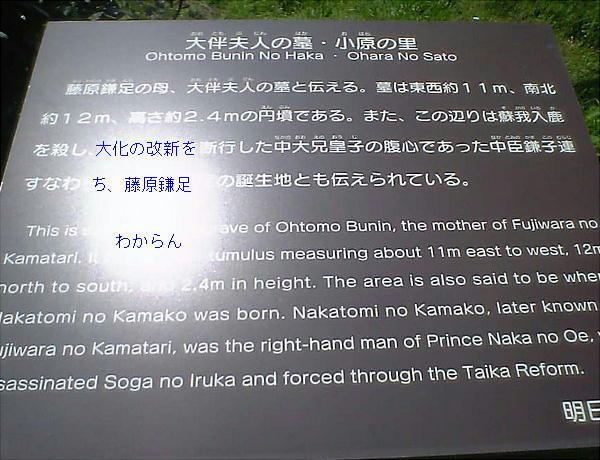 大伴夫人の墓・小原の里
Ohtomo Bunin No Haka · Ohara No Sato
藤原鎌足の母、大伴夫人の墓と伝える。墓は東西約11m、南北
約12m、高さ約2.4mの円墳である。また、この辺りは蘇我入鹿
を殺し、大化の改新を断行した中大兄皇子の腹心であった中臣鎌子連
すなわち、藤原鎌足の誕生地とも伝えられている。
わからん
This is of Ohtomo Bunin, the mother of Fujiwara no
Kamatari. tumulus measuring about 11m east to west, 12m
north to south, and 2.4m in height. The area is also said to be wher
Nakatomi no Kamako was born. Nakatomi no Kamako, later known
ujiwara no Kamatari, was the right-hand man of Prince Naka no Oe,
sassinated Soga no Iruka and forced through the Taika Reform.
明日